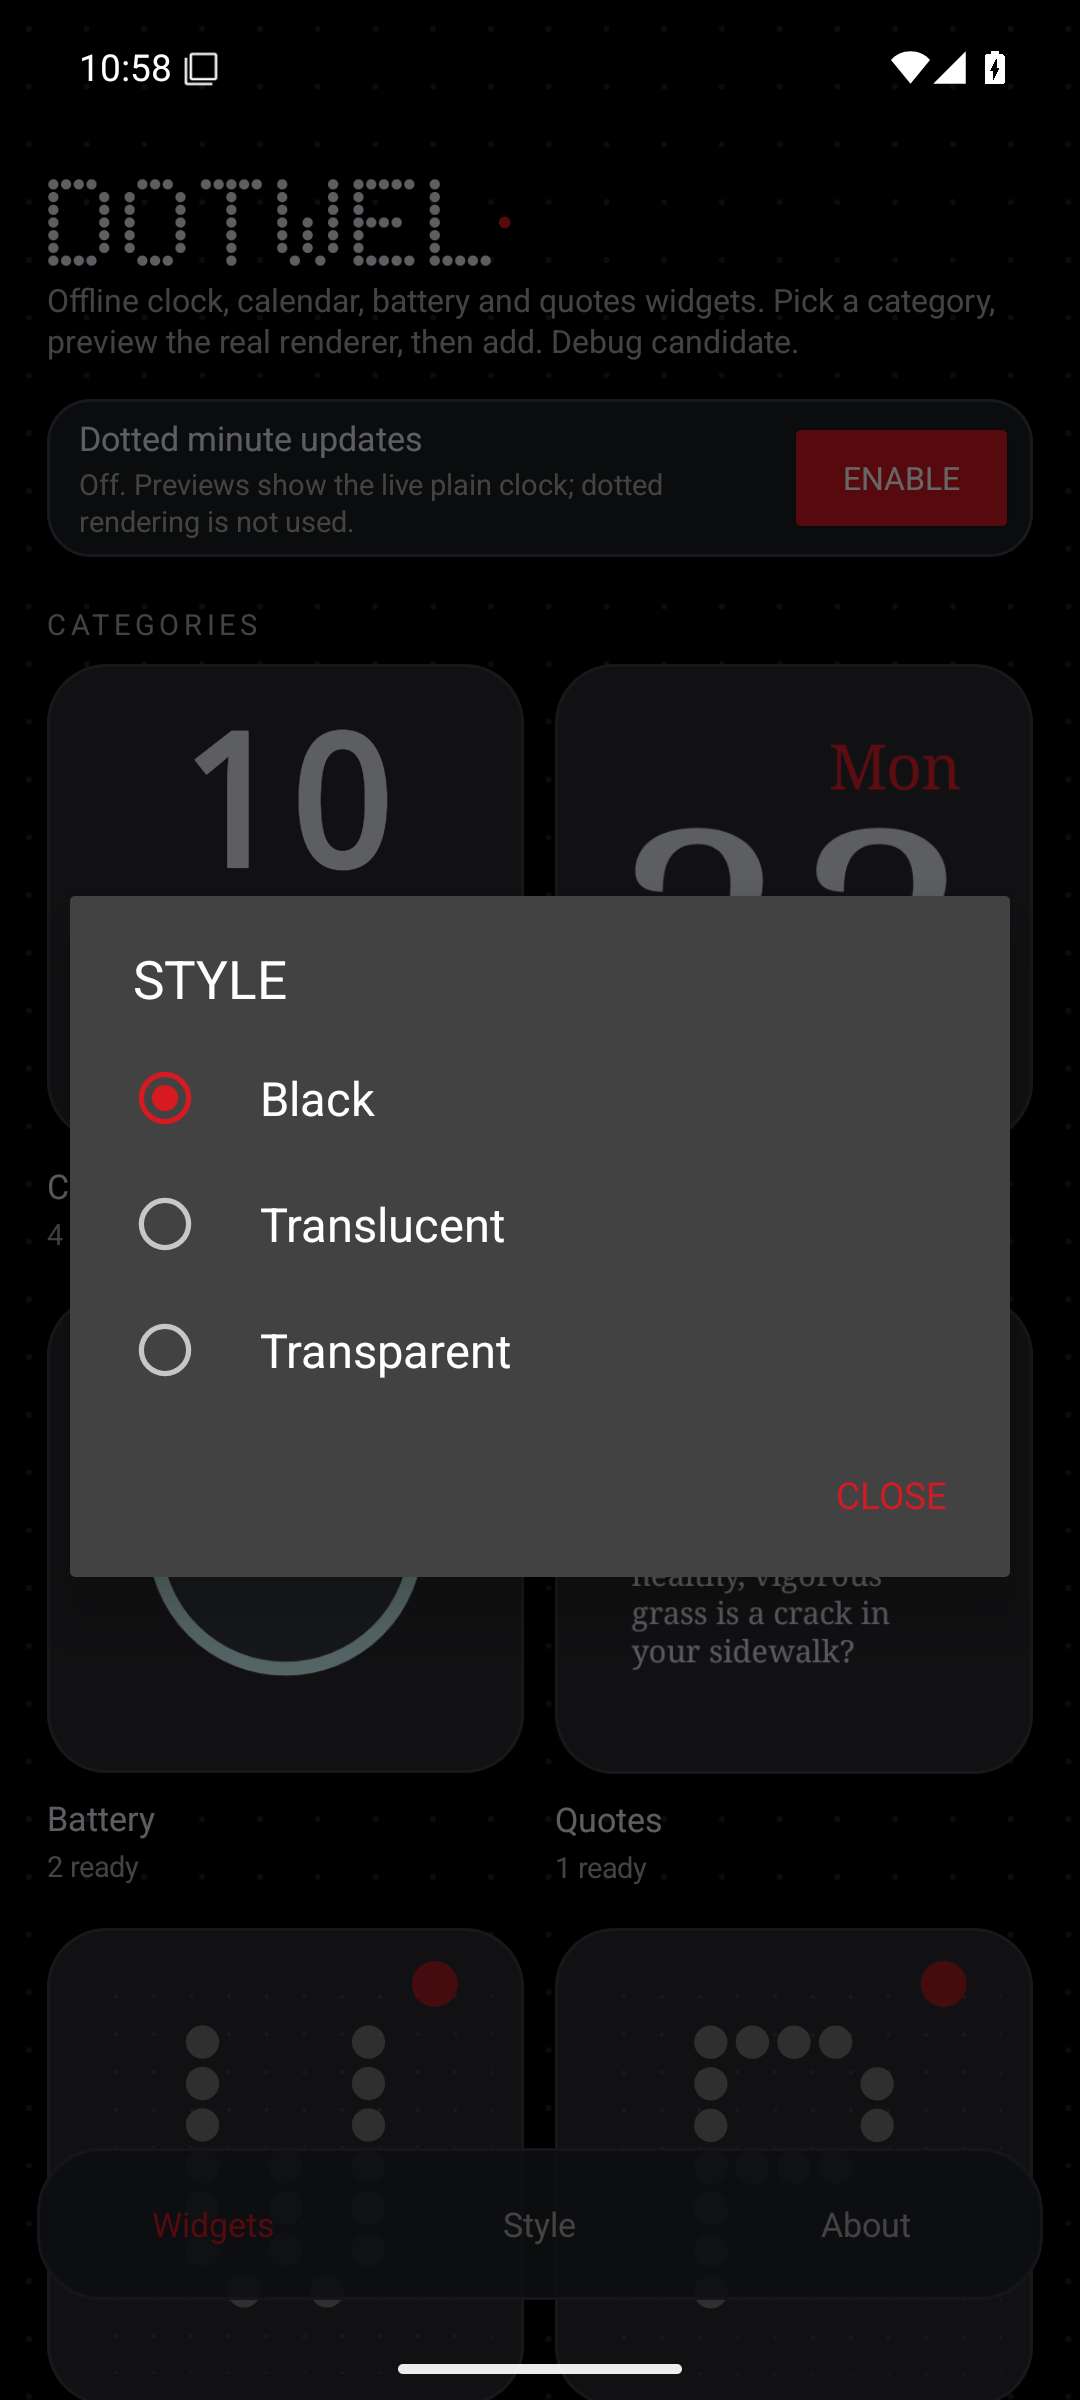 10:58
DOTWEL
Offline clock, calendar, battery and quotes widgets. Pick a category,
preview the real renderer, then add. Debug candidate.
Dotted minute updates
Off. Previews show the live plain clock; dotted
rendering is not used.
ENABLE
CATEGORIES
10
Mon
STYLE
Black
Translucent
Transparent
CLOSE
4
healthy, vigorous
grass is a crack in
your sidewalk?
Battery
2 ready
Quotes
1 ready
Widgets
Style
About